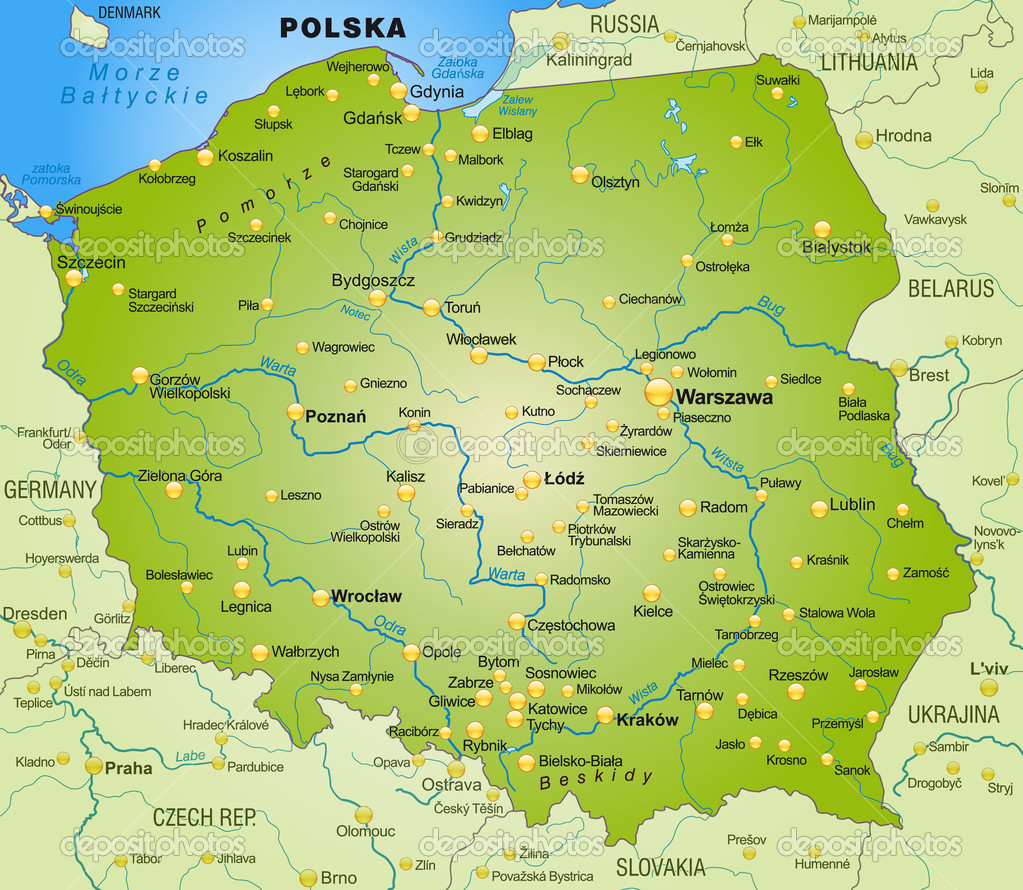 DENMARK
POLSKA
RUSSIA
Marijampolė
Alytus
Černjahovsk
Kaliningrad
LITHUANIA
Lida
Morze
Bałtyckie
Zatoka
Gdańska
Wejherowo
Lębork
Gdynia
Suwałki
Zalew
Wislany
Słupsk
Gdańsk
Elbląg
Hrodna
Ełk
Koszalin
Tczew
Malbork
zatoka
Pomorska
Kołobrzeg
Pomorze
Starogard
Gdański
Olsztyn
Slonîm
Świnoujście
Kwidzyn
Vawkavysk
Chojnice
Szczecinek
Grudziądz
Wista
Łomża
Białystok
Szczecin
Ostrołęka
Bydgoszcz
BELARUS
Stargard
Szczeciński
Piła
Notec
Toruń
Ciechanów
Bug
Włocławek
Wagrowiec
Kobryn
Legionowo
Płock
Odra
Warta
Gorzów
Wielkopolski
Gniezno
Wołomin
Siedlce
Brest
Sochaczew
Warszawa
Biała
Podlaska
Poznań
Konin
Kutno
Piaseczno
Żyrardów
Frankfurt/
Oder
Skierniewice
Bug
Wista
Zielona Góra
Kalisz
Łódź
Puławy
Kovel'
GERMANY
Leszno
Pabianice
Tomaszów
Mazowiecki
Radom
Lublin
Cottbus
Ostrów
Wielkopolski
Sieradz
Piotrków
Trybunalski
Chełm
Novovo-
lyns'k
Hoyerswerda
Lubin
Bełchatów
Skarżysko-
Kamienna
Kraśnik
Bolesławiec
Warta
Radomsko
Zamość
Legnica
Wrocław
Ostrowiec
Świętokrzyski
Dresden
Görlitz
Kielce
Stalowa Wola
Odra
Częstochowa
Tarnobrzeg
Pirna
Děčín
Liberec
Wałbrzych
Opole
Bytom
Mielec
L'viv
Nysa Zamłynie
Zabrze
Sosnowiec
Rzeszów
Jarosław
Ústí nad Labem
Teplice
Gliwice
Mikołów
Wista
Tarnów
Katowice
Dębica
UKRAJINA
Hradec Králové
Racibórz
Tychy
Kraków
Przemyśl
Rybnik
Jasło
Sambir
Kladno
Praha
Labe
Pardubice
Opava
Bielsko-Biała
Krosno
Sanok
Ostrava
Beskidy
Drogobyč
Stryj
Český Těšín
CZECH REP.
Olomouc
Prešov
Tábor
Jihlava
Žilina
Humenné
Zlín
SLOVAKIA
Brno
Považská Bystrica
depositphotos